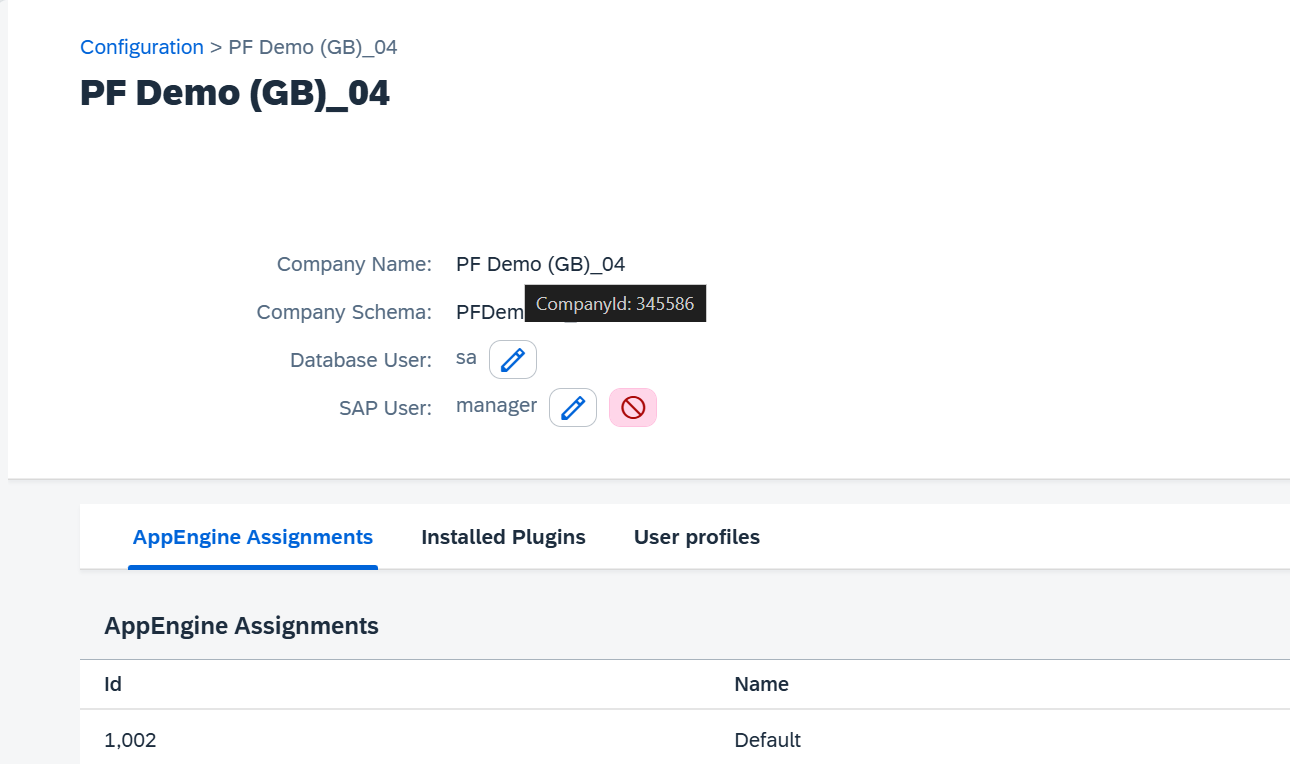 Configuration > PF Demo (GB)_04
PF Demo (GB)_04
Company Name: PF Demo (GB)_04
CompanyId: 345586
Company Schema: PFDem
Database User: sa
SAP User: manager
AppEngine Assignments Installed Plugins User profiles
AppEngine Assignments
Id Name
1,002 Default